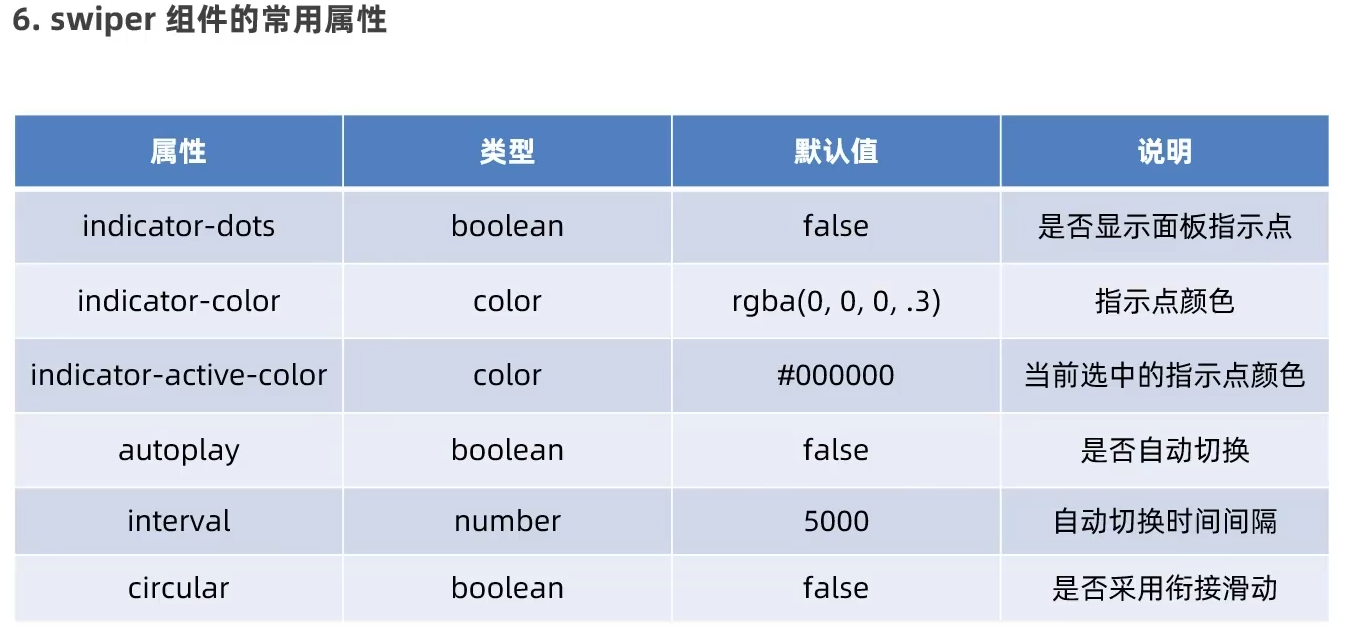 6. swiper 组件的常用属性
属性 类型 默认值 说明
indicator-dots boolean false 是否显示面板指示点
indicator-color color rgba(0, 0, 0, .3) 指示点颜色
indicator-active-color color #000000 当前选中的指示点颜色
autoplay boolean false 是否自动切换
interval number 5000 自动切换时间间隔
circular boolean false 是否采用衔接滑动